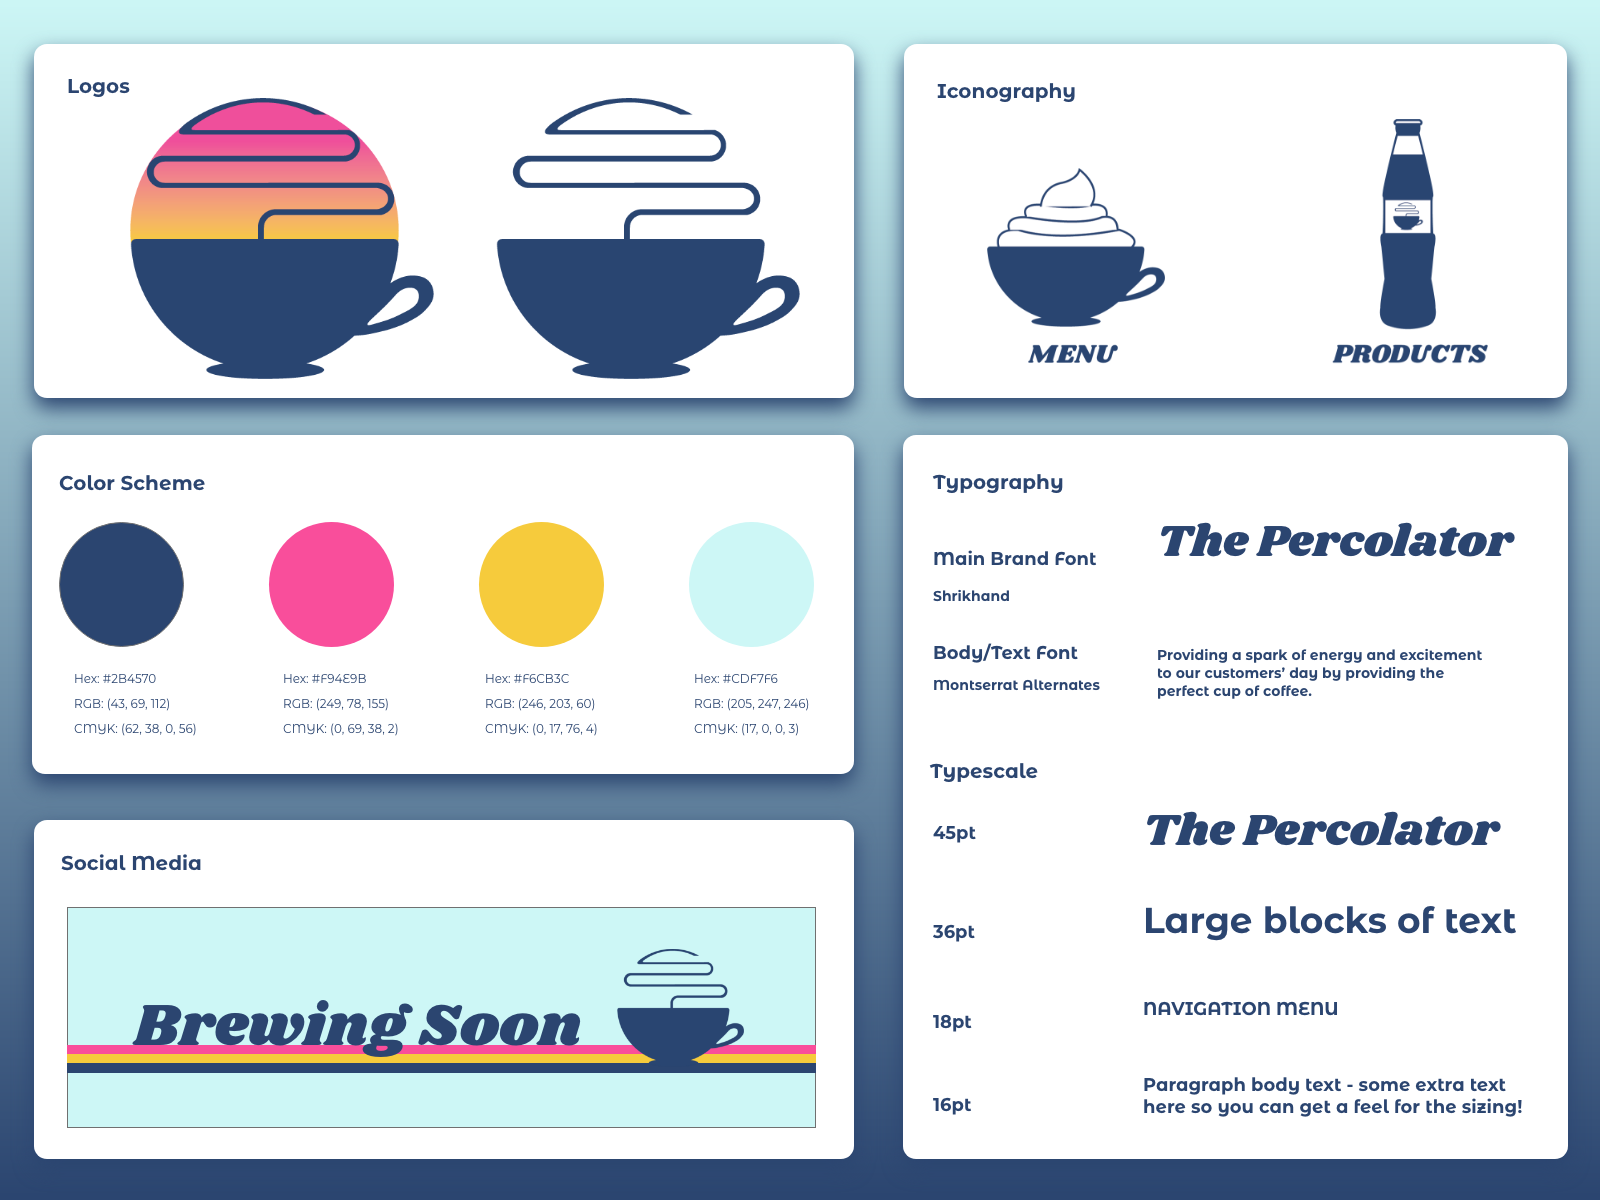 Logos
Iconography
MENU
PRODUCTS
Color Scheme
Hex: #2B4570
RGB: (43, 69, 112)
CMYK: (62, 38, 0, 56)
Hex: #F94E9B
RGB: (249, 78, 155)
CMYK: (0, 69, 38, 2)
Hex: #F6CB3C
RGB: (246, 203, 60)
CMYK: (0, 17, 76, 4)
Hex: #CDF7F6
RGB: (205, 247, 246)
CMYK: (17, 0, 0, 3)
Social Media
Brewing Soon
Typography
Main Brand Font
Shrikhand
The Percolator
Body/Text Font
Montserrat Alternates
Providing a spark of energy and excitement
to our customers’ day by providing the
perfect cup of coffee.
Typescale
45pt
The Percolator
36pt
Large blocks of text
18pt
NAVIGATION MENU
16pt
Paragraph body text - some extra text
here so you can get a feel for the sizing!